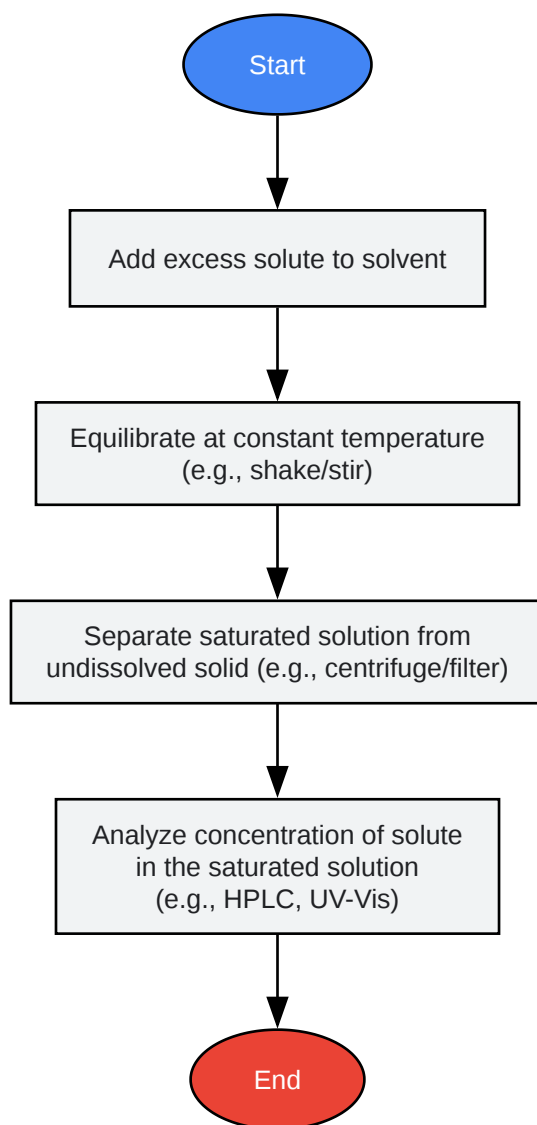 Start
Add excess solute to solvent
Equilibrate at constant temperature
(e.g., shake/stir)
Separate saturated solution from
undissolved solid (e.g., centrifuge/filter)
Analyze concentration of solute
in the saturated solution
(e.g., HPLC, UV-Vis)
End